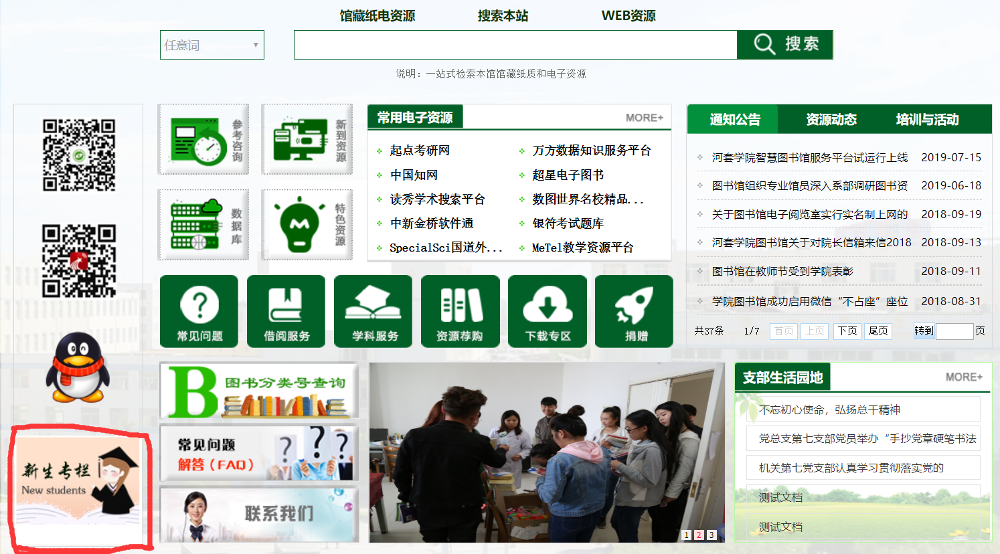 馆藏纸电资源
搜索本站
WEB资源
任意词
搜索
说明：一站式检索本馆馆藏纸质和电子资源
参考咨询
新到资源
数据库
特色资源
常用电子资源
MORE+
起点考研网
万方数据知识服务平台
中国知网
超星电子图书
读秀学术搜索平台
数图世界名校精品...
中新金桥软件通
银符考试题库
SpecialSci国道外...
MeTel教学资源平台
通知公告
资源动态
培训与活动
河套学院智慧图书馆服务平台试运行上线 2019-07-15
图书馆组织专业馆员深入系部调研图书资 2019-06-18
关于图书馆电子阅览室实行实名制上网的 2018-09-19
河套学院图书馆关于对院长信箱来信2018 2018-09-13
图书馆在教师节受到学院表彰 2018-09-11
学院图书馆成功启用微信“不占座”座位 2018-08-31
共37条 1/7 首页 上页 下页 尾页 转到 页
常见问题
借阅服务
学科服务
资源荐购
下载专区
捐赠
新生专栏
New students
B 图书分类号查询
常见问题
解答（FAQ）
联系我们
1 2 3
支部生活园地
MORE+
不忘初心使命，弘扬总干精神
党总支第七支部党员举办“手抄党章硬笔书法
机关第七党支部认真学习贯彻落实党的
测试文档
测试文档